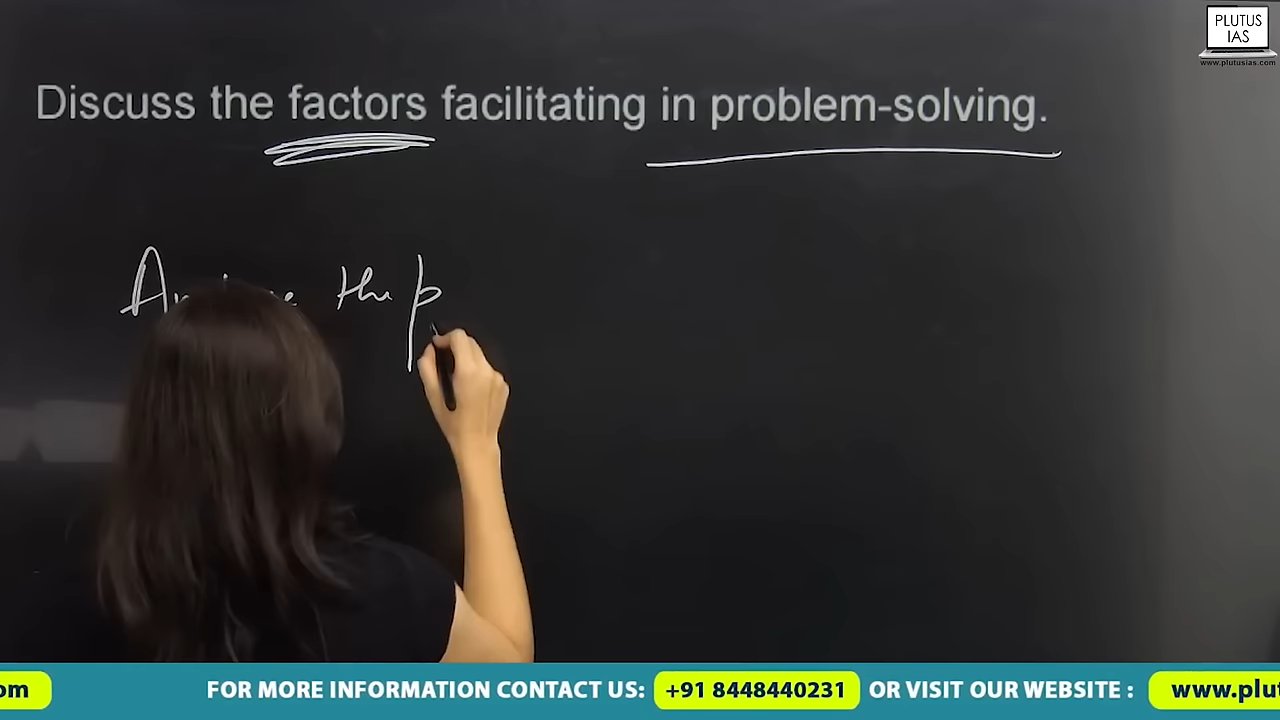 PLUTUS
IAS
www.plutusias.com
Discuss the factors facilitating in problem-solving.
the p
om
FOR MORE INFORMATION CONTACT US: +91 8448440231 OR VISIT OUR WEBSITE : www.plut